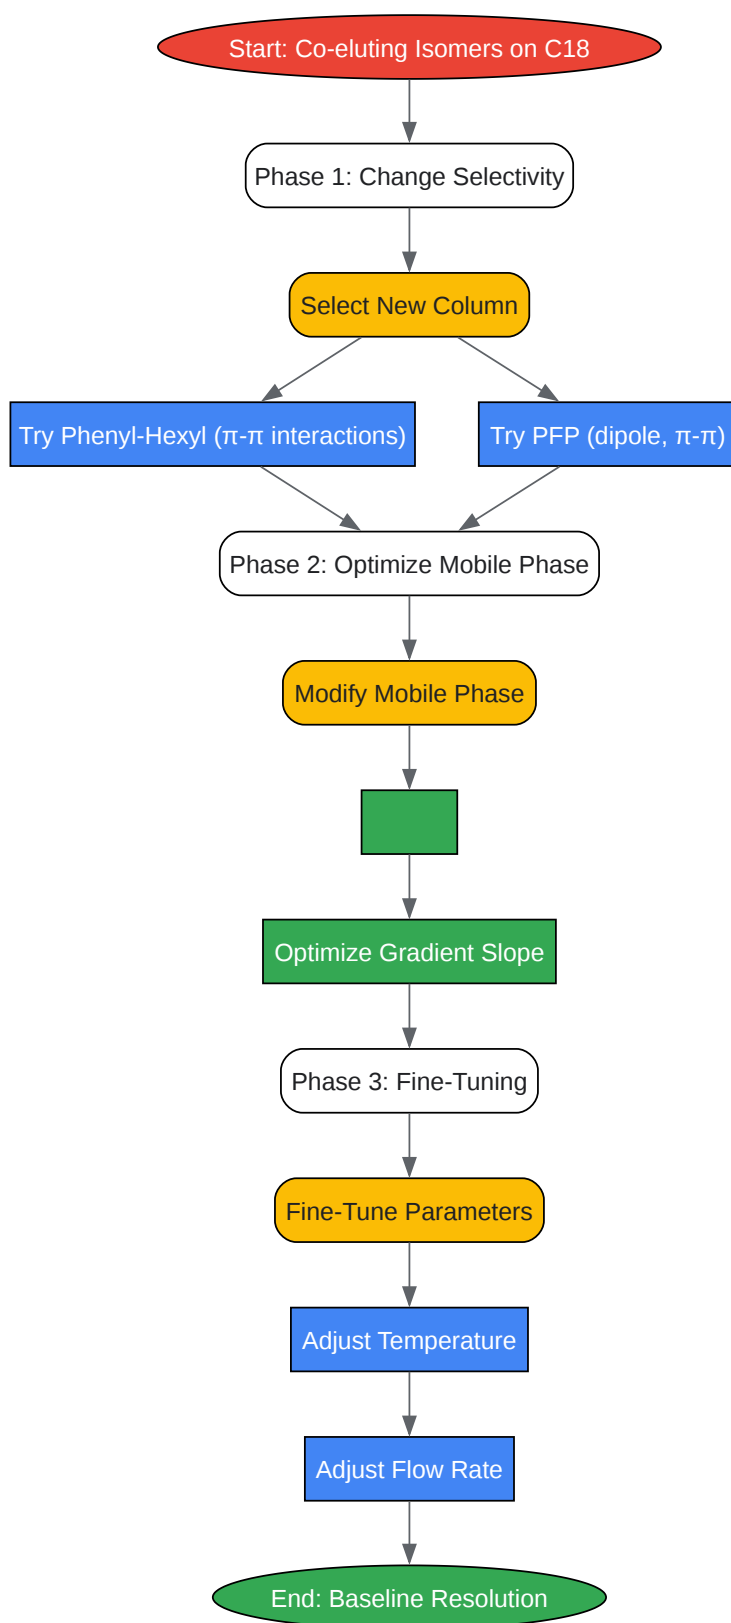 Start: Co-eluting Isomers on C18
Phase 1: Change Selectivity
Select New Column
Try Phenyl-Hexyl (π-π interactions)
Try PFP (dipole, π-π)
Phase 2: Optimize Mobile Phase
Modify Mobile Phase
Optimize Gradient Slope
Phase 3: Fine-Tuning
Fine-Tune Parameters
Adjust Temperature
Adjust Flow Rate
End: Baseline Resolution